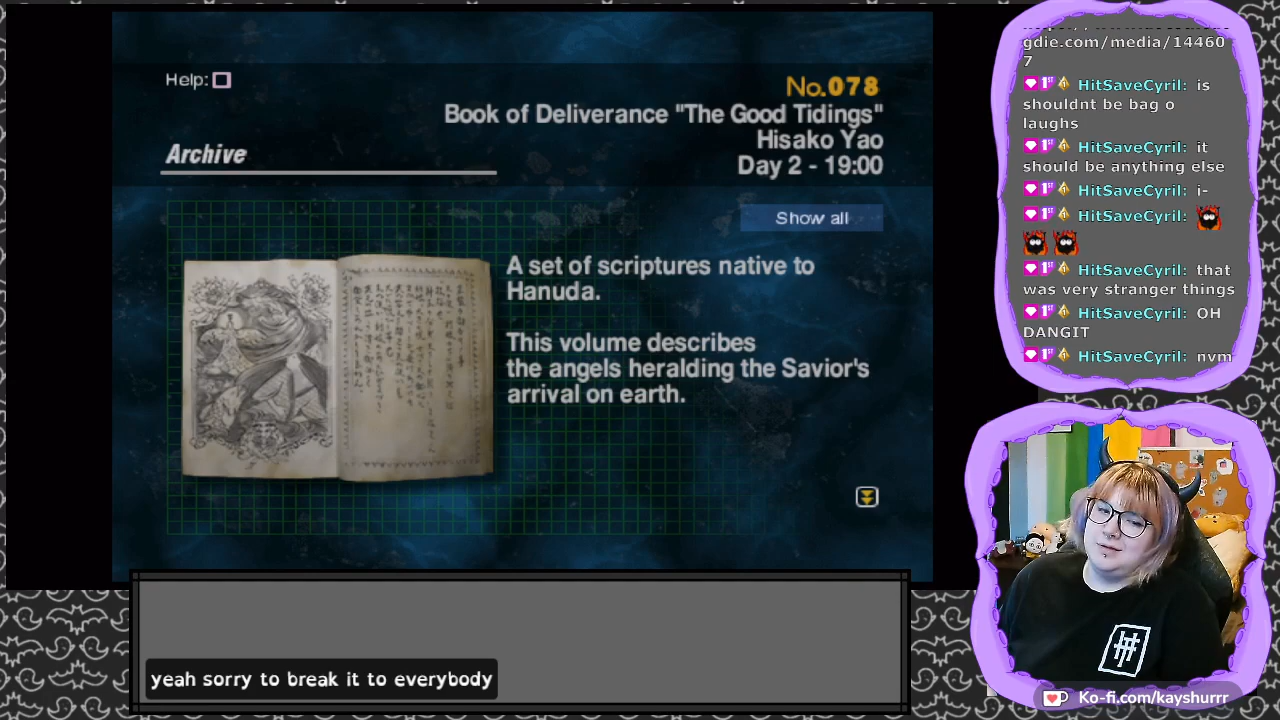 Help:
No.078
Book of Deliverance "The Good Tidings"
Hisako Yao
Day 2 - 19:00
Archive
Show all
A set of scriptures native to
Hanuda.
This volume describes
the angels heralding the Savior's
arrival on earth.
yeah sorry to break it to everybody
gdie.com/media/14460
7
HitSaveCyril: is
shouldnt be bag o
laughs
HitSaveCyril: it
should be anything else
HitSaveCyril: i-
HitSaveCyril:
HitSaveCyril: that
was very stranger things
HitSaveCyril: OH
DANGIT
HitSaveCyril: nvm
Ko-fi.com/kayshurrr